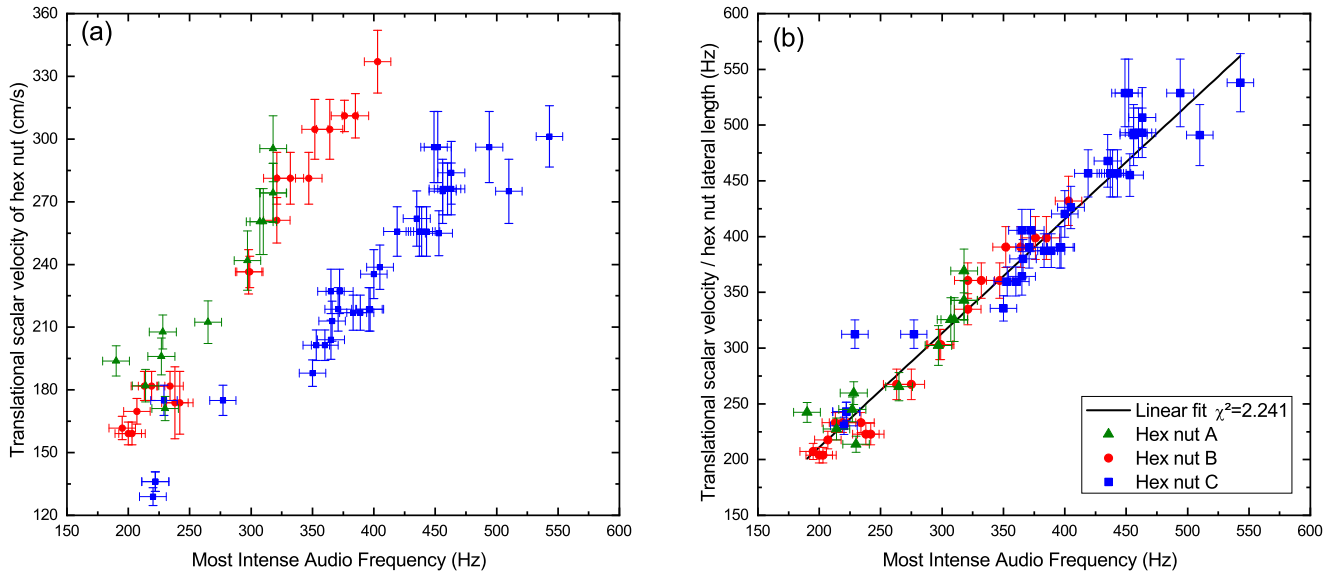 (a)
Translational scalar velocity of hex nut (cm/s)
360
330
300
270
240
210
180
150
120
150 200 250 300 350 400 450 500 550 600
Most Intense Audio Frequency (Hz)
(b)
Translational scalar velocity / hex nut lateral length (Hz)
600
550
500
450
400
350
300
250
200
150
150 200 250 300 350 400 450 500 550 600
Most Intense Audio Frequency (Hz)
Linear fit χ²=2.241
Hex nut A
Hex nut B
Hex nut C